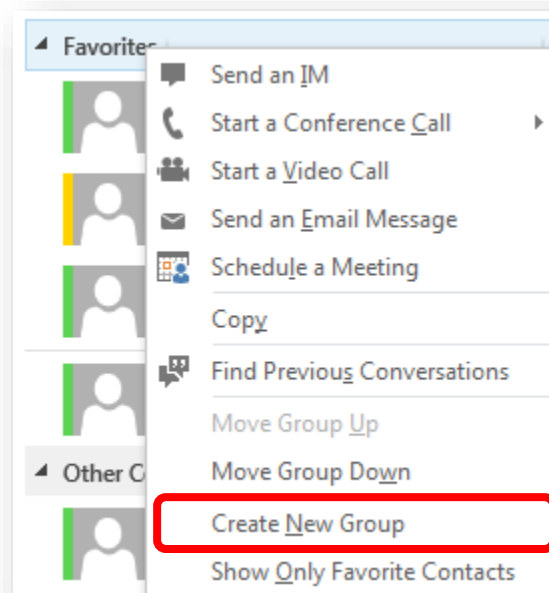 Favorites
Send an IM
Start a Conference Call
Start a Video Call
Send an Email Message
Schedule a Meeting
Copy
Find Previous Conversations
Move Group Up
Move Group Down
Other C
Create New Group
Show Only Favorite Contacts